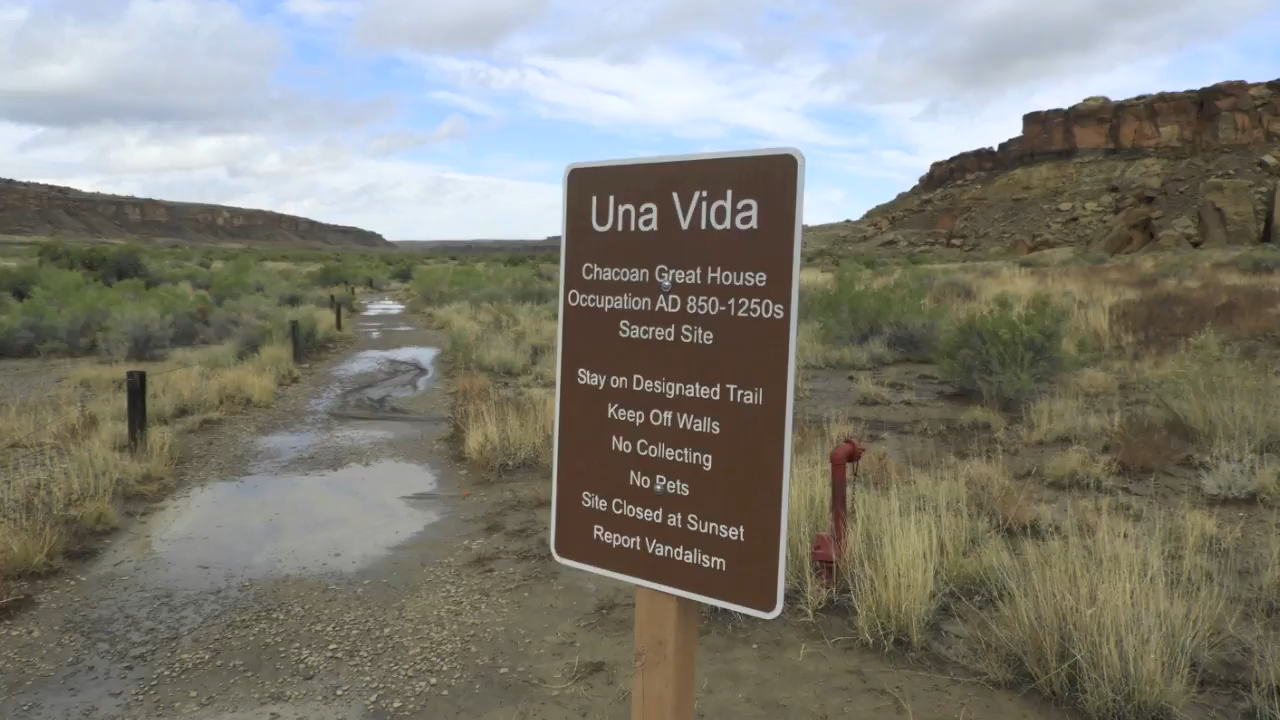 Una Vida
Chacoan Great House
Occupation AD 850-1250s
Sacred Site
Stay on Designated Trail
Keep Off Walls
No Collecting
No Pets
Site Closed at Sunset
Report Vandalism